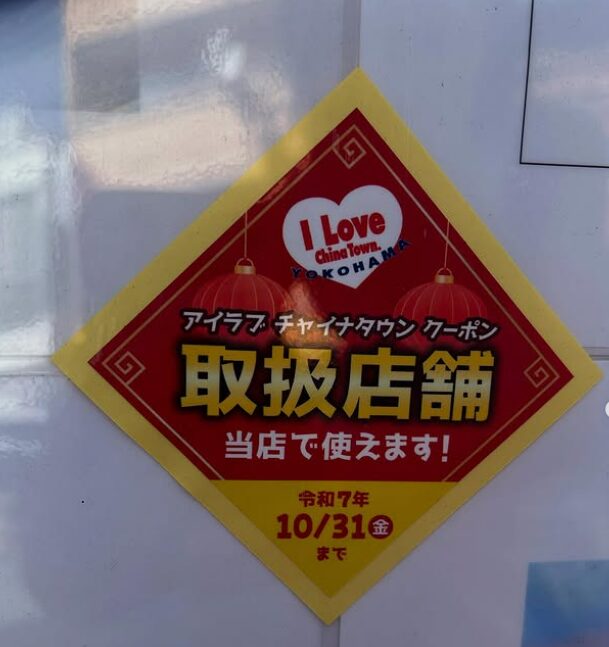 I Love
China Town.
YOKOHAMA
アイラブ チャイナタウン クーポン
取扱店舗
当店で使えます!
令和7年
10/31金
まで